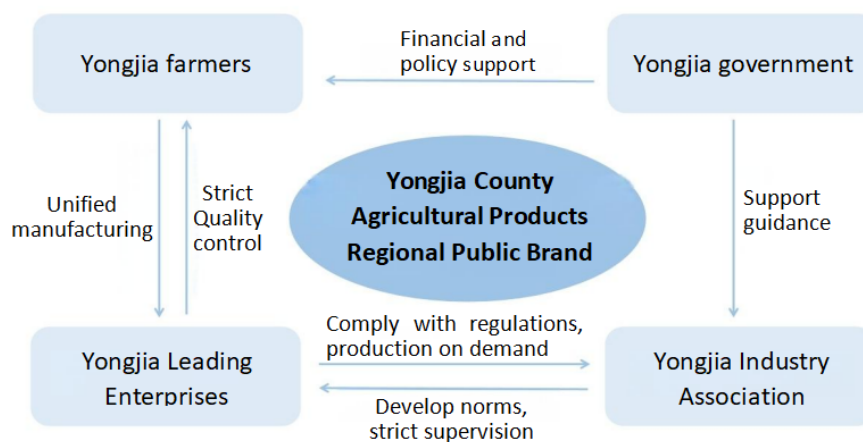 Yongjia farmers
Financial and
policy support
Yongjia government
Unified
manufacturing
Strict
Quality
control
Yongjia County
Agricultural Products
Regional Public Brand
Support
guidance
Yongjia Leading
Enterprises
Comply with regulations,
production on demand
Develop norms,
strict supervision
Yongjia Industry
Association